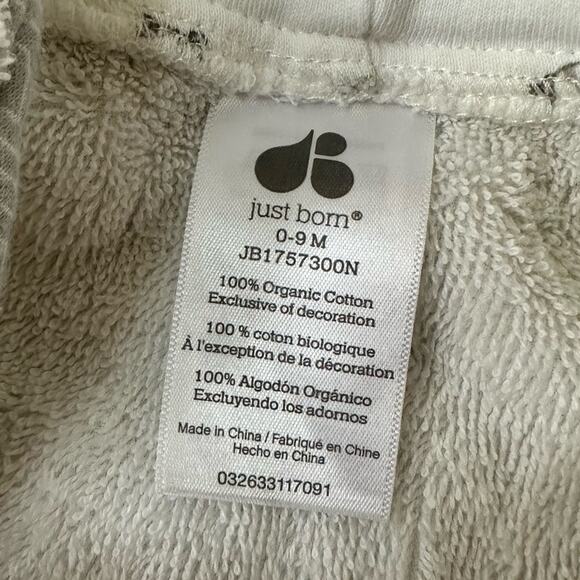 just born®
0-9 M
JB1757300N
100% Organic Cotton
Exclusive of decoration
100 % coton biologique
À l'exception de la décoration
100% Algodón Orgánico
Excluyendo los adornos
Made in China / Fabriqué en Chine
Hecho en China
032633117091